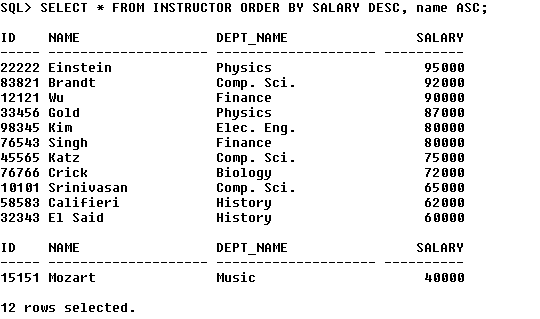 SQL> SELECT * FROM INSTRUCTOR ORDER BY SALARY DESC, name ASC;
ID    NAME                 DEPT_NAME                SALARY
----- -------------------- -------------------- ----------
22222 Einstein             Physics                   95000
83821 Brandt               Comp. Sci.                92000
12121 Wu                   Finance                   90000
33456 Gold                 Physics                   87000
98345 Kim                  Elec. Eng.                80000
76543 Singh                Finance                   80000
45565 Katz                 Comp. Sci.                75000
76766 Crick                Biology                   72000
10101 Srinivasan           Comp. Sci.                65000
58583 Califieri            History                   62000
32343 El Said              History                   60000
ID    NAME                 DEPT_NAME                SALARY
----- -------------------- -------------------- ----------
15151 Mozart               Music                     40000
12 rows selected.